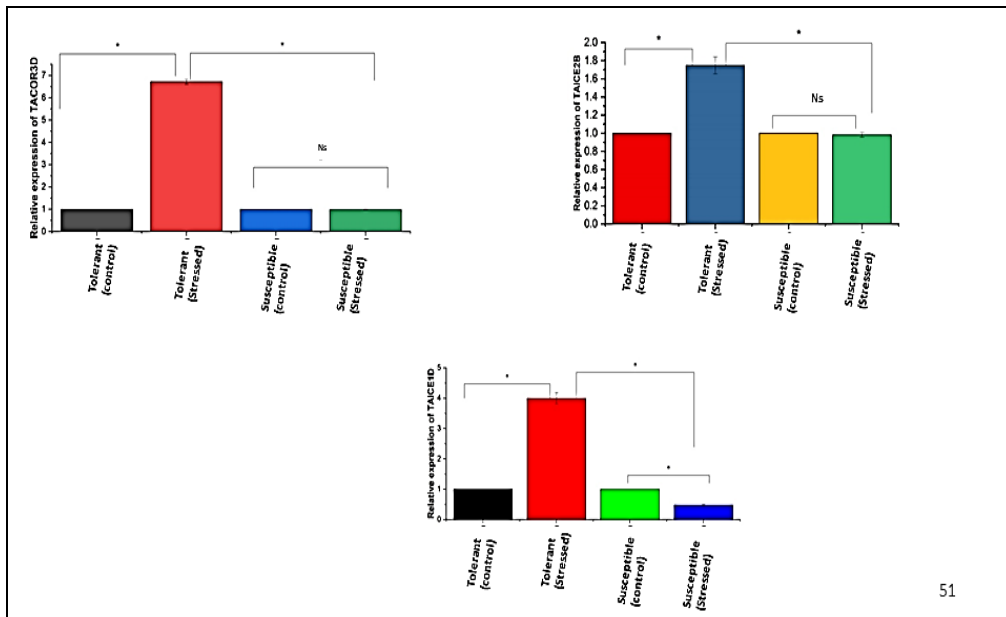 Relative expression of TACOR3D
7
6
5
4
3
2
1
0
*
*
Ns
Tolerant
(control)
Tolerant
(Stressed)
Susceptible
(control)
Susceptible
(Stressed)
Relative expression of TAICE2B
2.0
1.8
1.6
1.4
1.2
1.0
0.8
0.6
0.4
0.2
0.0
*
*
Ns
Tolerant
(control)
Tolerant
(Stressed)
Susceptible
(control)
Susceptible
(Stressed)
Relative expression of TAICE1D
5
4
3
2
1
0
*
*
*
Tolerant
(control)
Tolerant
(Stressed)
Susceptible
(control)
Susceptible
(Stressed)
51